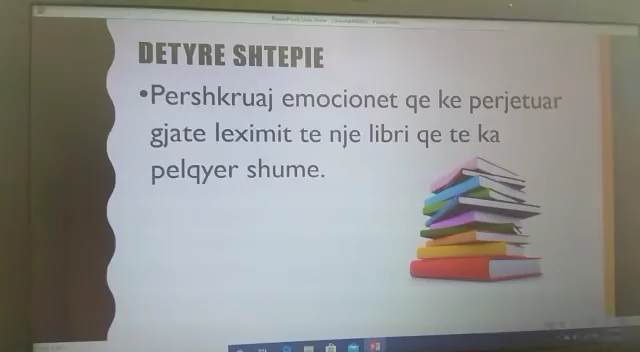 DETYRE SHTEPIE
•Pershkruaj emocionet qe ke perjetuar
gjate leximit te nje libri qe te ka
pelqyer shume.